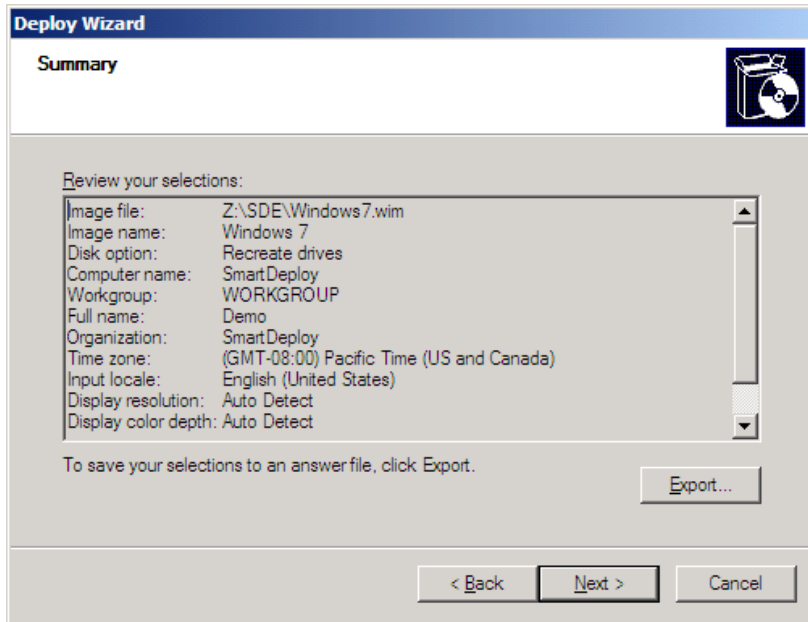 Deploy Wizard
Summary
Review your selections:
Image file: Z:\SDE\Windows7.wim
Image name: Windows 7
Disk option: Recreate drives
Computer name: SmartDeploy
Workgroup: WORKGROUP
Full name: Demo
Organization: SmartDeploy
Time zone: (GMT-08:00) Pacific Time (US and Canada)
Input locale: English (United States)
Display resolution: Auto Detect
Display color depth: Auto Detect
To save your selections to an answer file, click Export.
Export...
< Back Next > Cancel